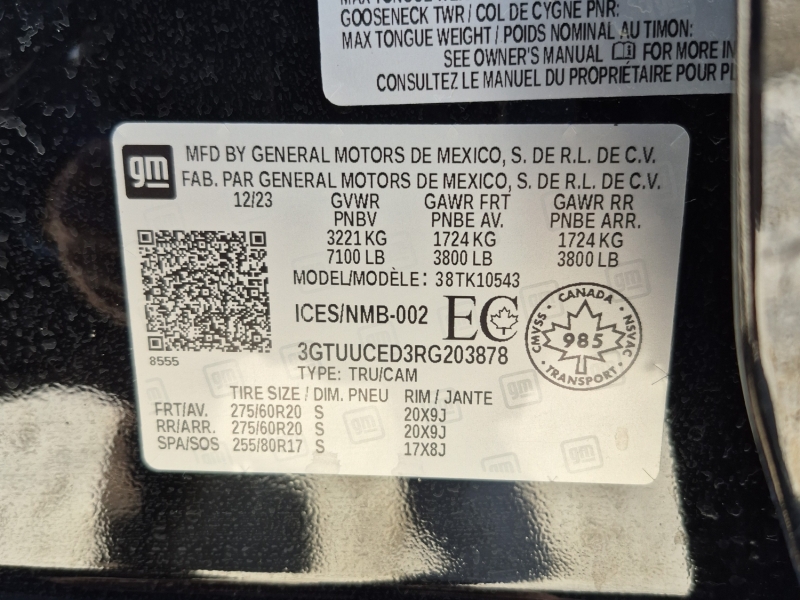 GOOSENECK TWR / COL DE CYGNE PNR:
MAX TONGUE WEIGHT / POIDS NOMINAL AU TIMON:
SEE OWNER'S MANUAL FOR MORE IN
CONSULTEZ LE MANUEL DU PROPRIÉTAIRE POUR PL
gm MFD BY GENERAL MOTORS DE MEXICO, S. DE R.L. DE C.V.
FAB. PAR GENERAL MOTORS DE MEXICO, S. DE R.L. DE C.V.
12/23 GVWR GAWR FRT GAWR RR
PNBV PNBE AV. PNBE ARR.
3221 KG 1724 KG 1724 KG
7100 LB 3800 LB 3800 LB
MODEL/MODÈLE: 38TK10543
ICES/NMB-002 EC
CANADA
CMVSS 985 NSVAC
TRANSPORT
8555
3GTUUCED3RG203878
TYPE: TRU/CAM
TIRE SIZE / DIM. PNEU RIM / JANTE
FRT/AV. 275/60R20 S 20X9J
RR/ARR. 275/60R20 S 20X9J
SPA/SOS 255/80R17 S 17X8J